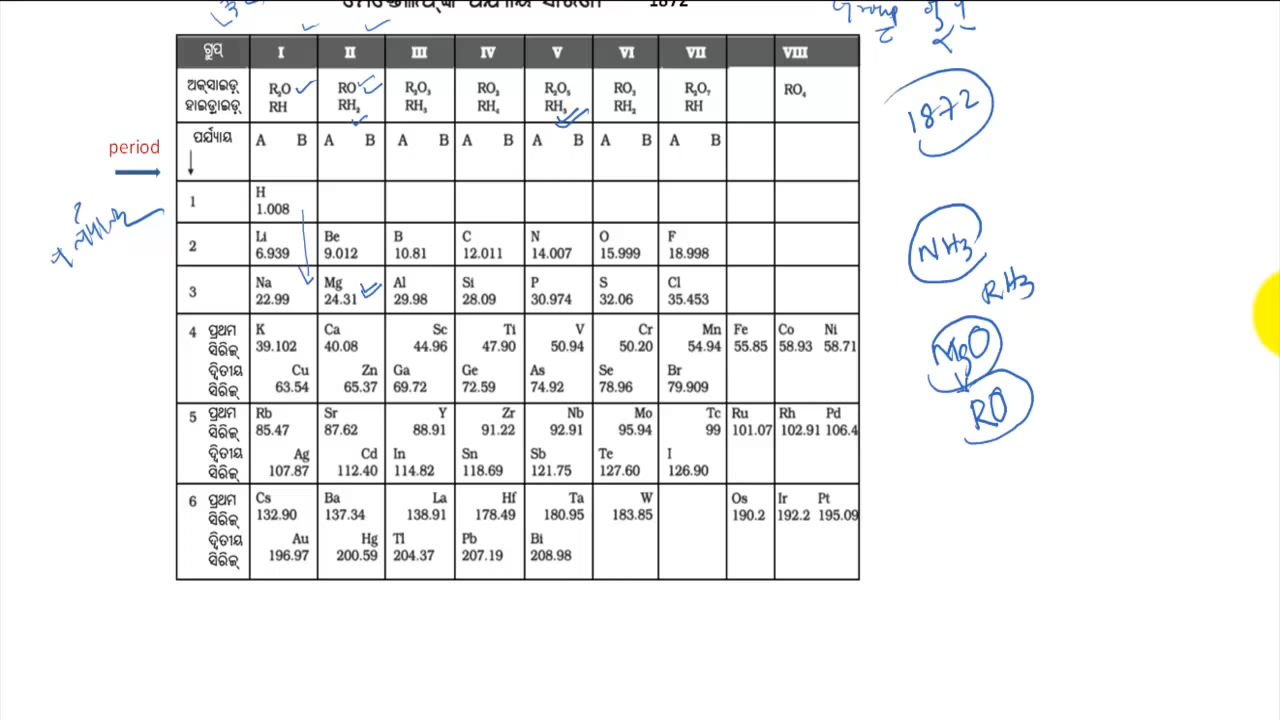 1872
ଗ୍ରୁପ୍ I II III IV V VI VII VIII
ଅକ୍ସାଇଡ଼୍ R₂O RO R₂O₃ RO₂ R₂O₅ RO₃ R₂O₇ RO₄
ହାଇଡ୍ରାଇଡ଼୍ RH RH₂ RH₃ RH₄ RH₃ RH₂ RH
ପର୍ଯ୍ୟାୟ A B A B A B A B A B A B A B
period
1 H
1.008
2 Li Be B C N O F
6.939 9.012 10.81 12.011 14.007 15.999 18.998
3 Na Mg Al Si P S Cl
22.99 24.31 29.98 28.09 30.974 32.06 35.453
4 ପ୍ରଥମ K Ca Sc Ti V Cr Mn Fe Co Ni
ସିରିଜ୍ 39.102 40.08 44.96 47.90 50.94 50.20 54.94 55.85 58.93 58.71
ଦ୍ୱିତୀୟ Cu Zn Ga Ge As Se Br
ସିରିଜ୍ 63.54 65.37 69.72 72.59 74.92 78.96 79.909
5 ପ୍ରଥମ Rb Sr Y Zr Nb Mo Tc Ru Rh Pd
ସିରିଜ୍ 85.47 87.62 88.91 91.22 92.91 95.94 99 101.07 102.91 106.4
ଦ୍ୱିତୀୟ Ag Cd In Sn Sb Te I
ସିରିଜ୍ 107.87 112.40 114.82 118.69 121.75 127.60 126.90
6 ପ୍ରଥମ Cs Ba La Hf Ta W Os Ir Pt
ସିରିଜ୍ 132.90 137.34 138.91 178.49 180.95 183.85 190.2 192.2 195.09
ଦ୍ୱିତୀୟ Au Hg Tl Pb Bi
ସିରିଜ୍ 196.97 200.59 204.37 207.19 208.98
Group
1872
NH3
RH3
MgO
RO